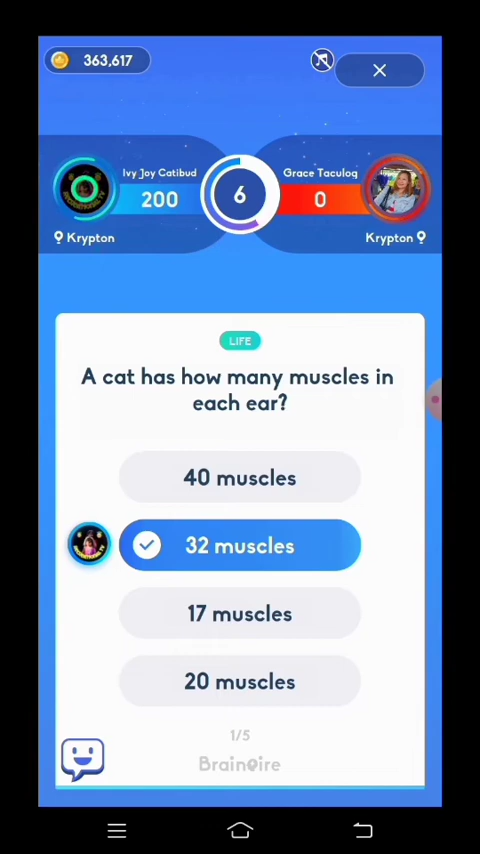 363,617
Ivy Joy Catibud
200
6
Grace Taculog
0
Krypton
Krypton
LIFE
A cat has how many muscles in
each ear?
40 muscles
32 muscles
17 muscles
20 muscles
1/5
Brainoire